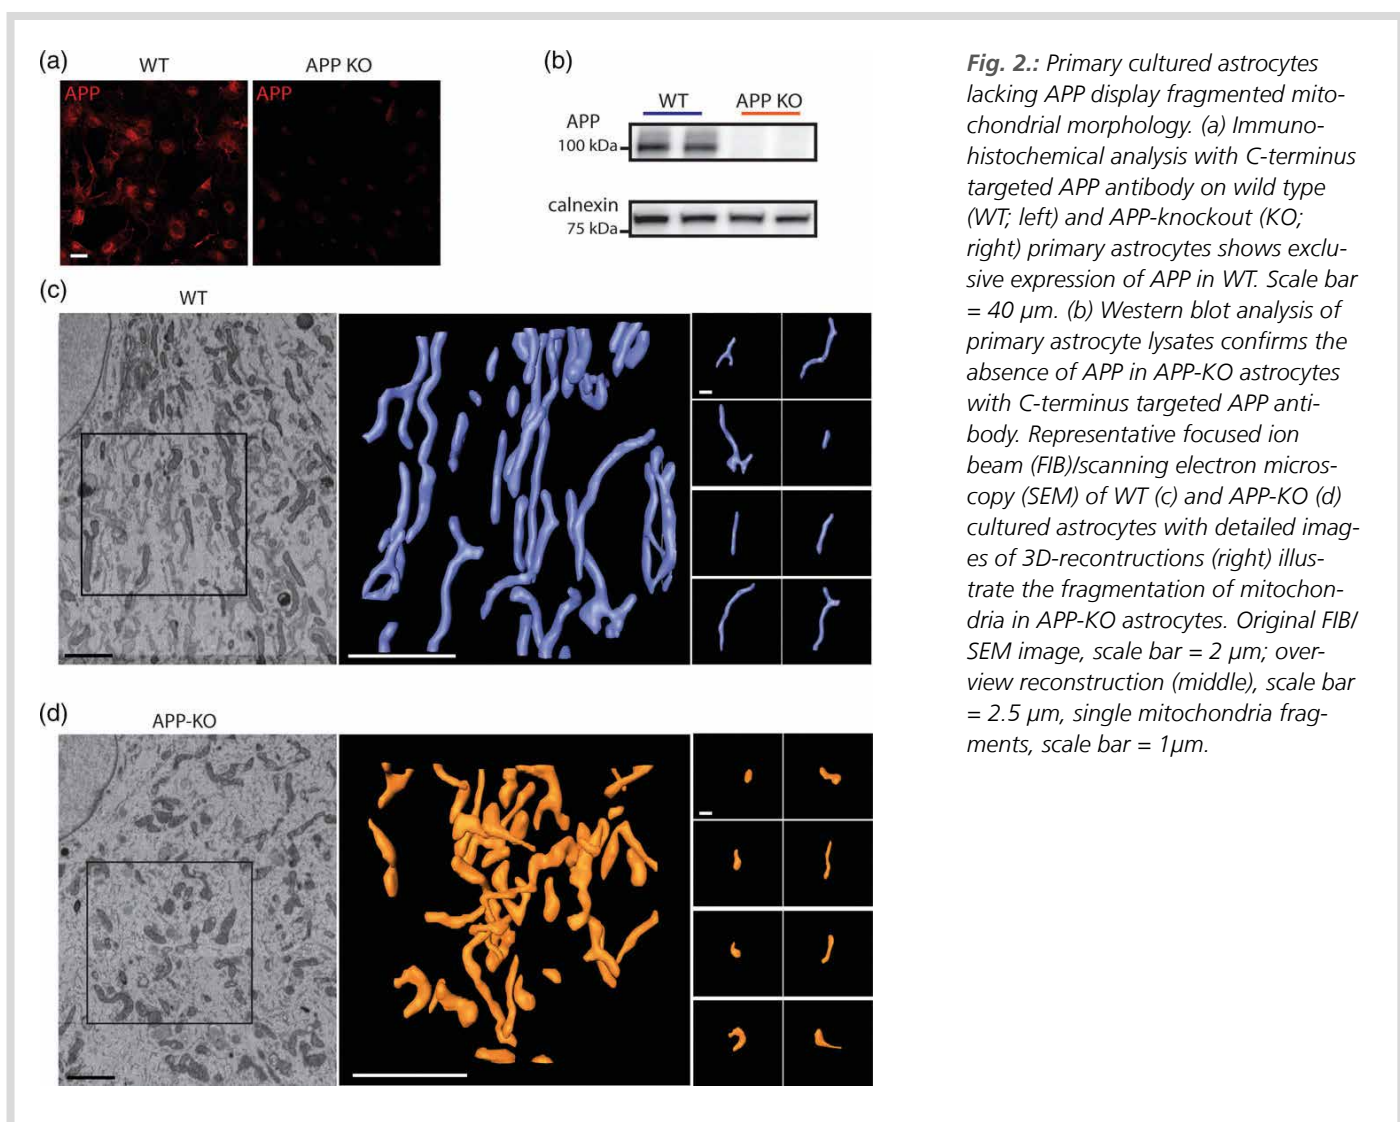 (a)
WT
APP KO
APP
APP
(b)
WT
APP KO
APP
100 kDa
calnexin
75 kDa
(c)
WT
(d)
APP-KO
Fig. 2.: Primary cultured astrocytes
lacking APP display fragmented mito-
chondrial morphology. (a) Immuno-
histochemical analysis with C-terminus
targeted APP antibody on wild type
(WT; left) and APP-knockout (KO;
right) primary astrocytes shows exclu-
sive expression of APP in WT. Scale bar
= 40 µm. (b) Western blot analysis of
primary astrocyte lysates confirms the
absence of APP in APP-KO astrocytes
with C-terminus targeted APP anti-
body. Representative focused ion
beam (FIB)/scanning electron micros-
copy (SEM) of WT (c) and APP-KO (d)
cultured astrocytes with detailed imag-
es of 3D-recontructions (right) illus-
trate the fragmentation of mitochon-
dria in APP-KO astrocytes. Original FIB/
SEM image, scale bar = 2 µm; over-
view reconstruction (middle), scale bar
= 2.5 µm, single mitochondria frag-
ments, scale bar = 1µm.